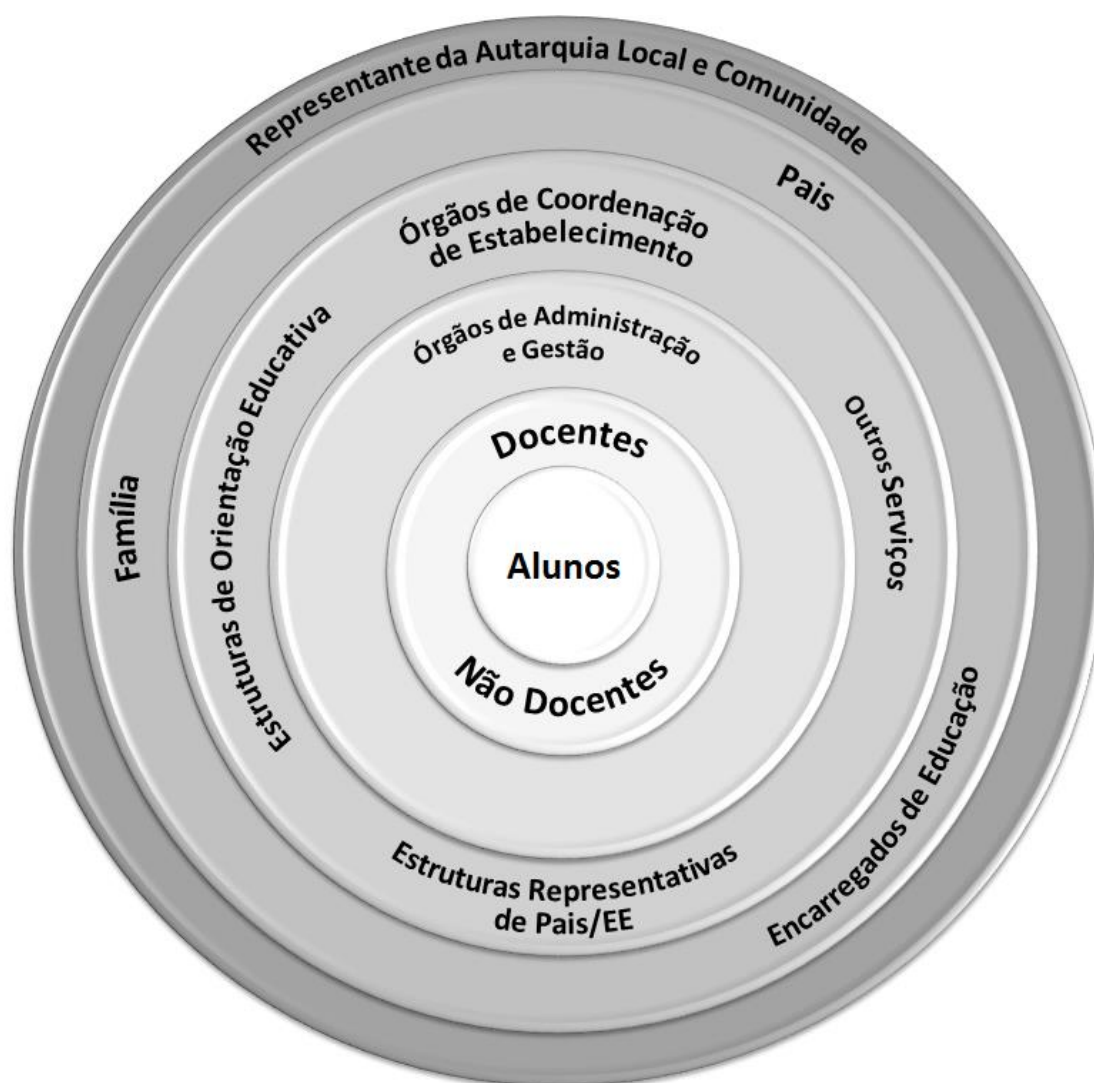 Representante da Autarquia Local e Comunidade
Pais
Órgãos de Coordenação
de Estabelecimento
Estruturas de Orientação Educativa
Órgãos de Administração
e Gestão
Família
Outros Serviços
Docentes
Alunos
Não Docentes
Encarregados de Educação
Estruturas Representativas
de Pais/EE